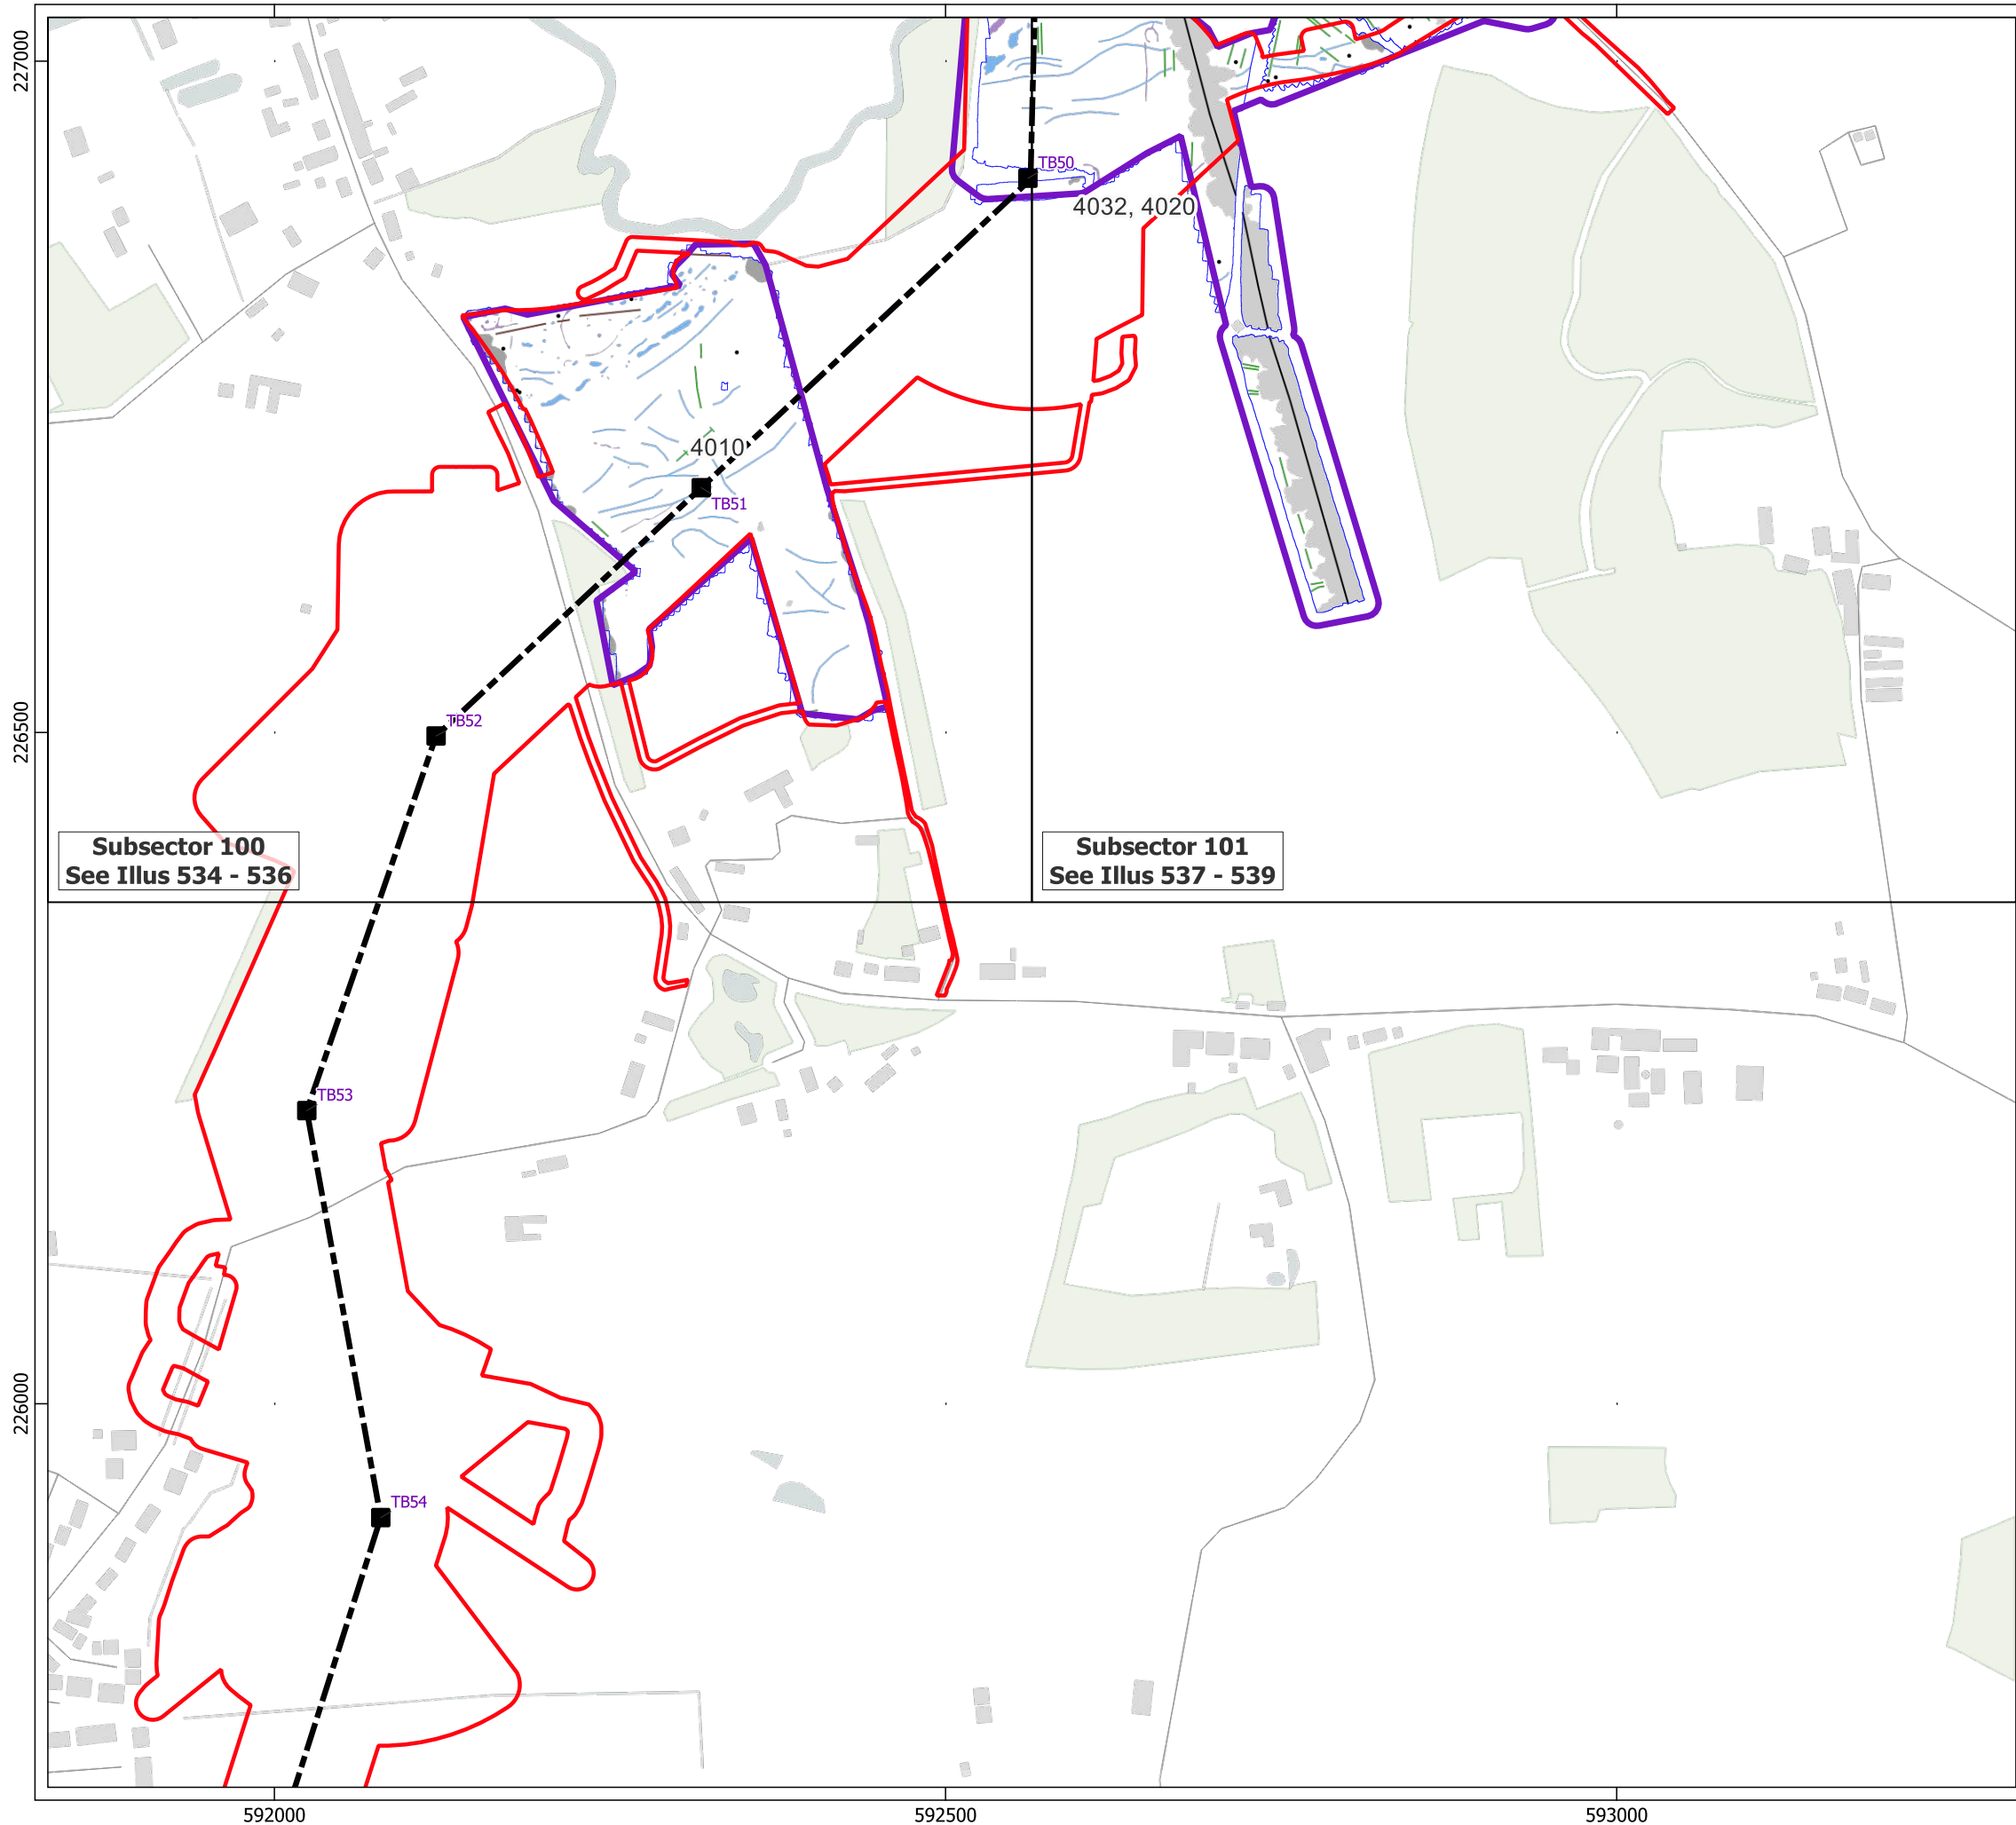 227000
TB50
4032, 4020
4010
TB51
226500
TB52
Subsector 100
See Illus 534 - 536
Subsector 101
See Illus 537 - 539
TB53
226000
TB54
592000
592500
593000